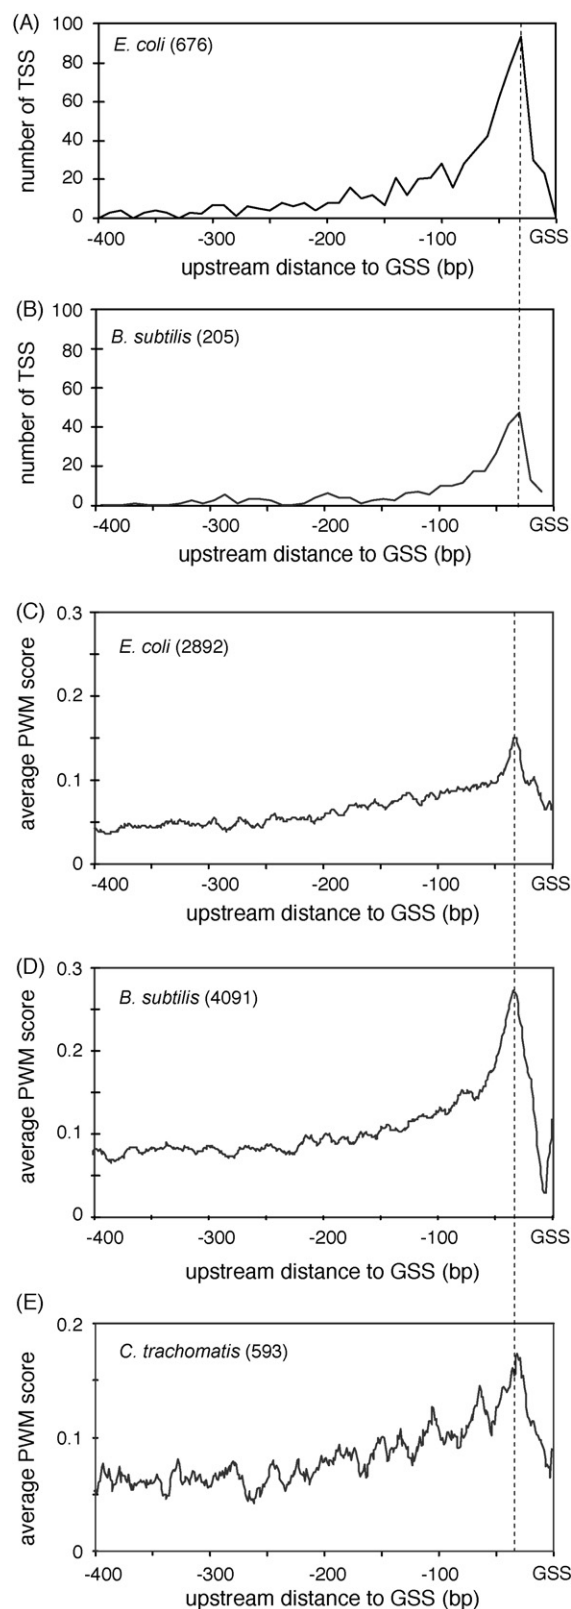 (A)
E. coli (676)
number of TSS
100
80
60
40
20
0
-400
-300
-200
-100
GSS
upstream distance to GSS (bp)
(B)
B. subtilis (205)
number of TSS
100
80
60
40
20
0
-400
-300
-200
-100
GSS
upstream distance to GSS (bp)
(C)
E. coli (2892)
average PWM score
0.3
0.2
0.1
0
-400
-300
-200
-100
GSS
upstream distance to GSS (bp)
(D)
B. subtilis (4091)
average PWM score
0.3
0.2
0.1
0
-400
-300
-200
-100
GSS
upstream distance to GSS (bp)
(E)
C. trachomatis (593)
average PWM score
0.2
0.1
0
-400
-300
-200
-100
GSS
upstream distance to GSS (bp)